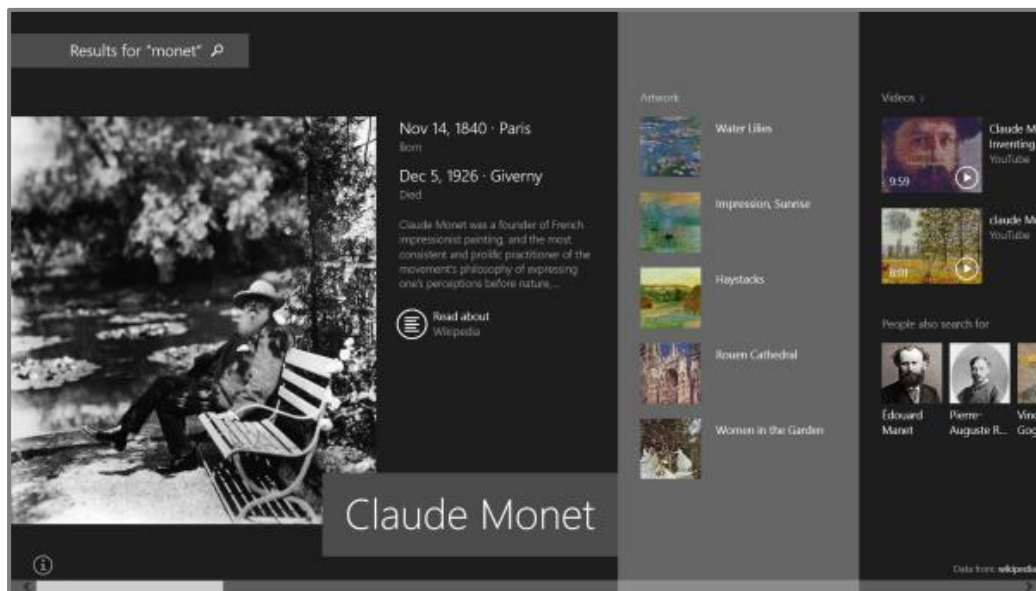 Results for "monet"
Nov 14, 1840 · Paris
Born
Dec 5, 1926 · Giverny
Died
Claude Monet was a founder of French
impressionist painting, and the most
consistent and prolific practitioner of the
movement's philosophy of expressing
one's perceptions before nature,...
Read about
Wikipedia
Claude Monet
Artwork
Water Lilies
Impression, Sunrise
Haystacks
Rouen Cathedral
Women in the Garden
Videos
9:59
Claude M
Inventing
YouTube
claude Mo
YouTube
People also search for
Édouard
Manet
Pierre-
Auguste R...
Vinc
Gog
Data from: wikipedia